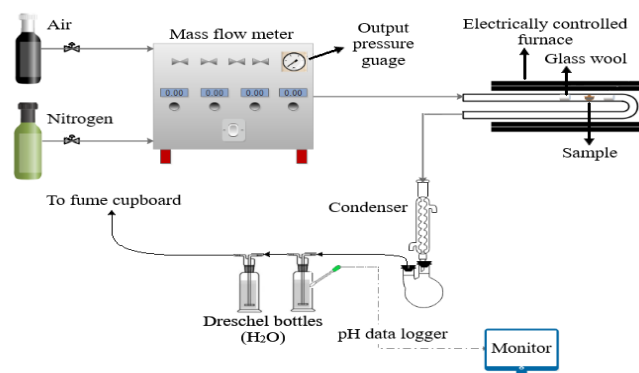 Air
Mass flow meter
Output
pressure
guage
Electrically controlled
furnace
Glass wool
0.00
0.00
0.00
0.00
Nitrogen
Sample
To fume cupboard
Condenser
Dreschel bottles
(H₂O)
pH data logger
Monitor